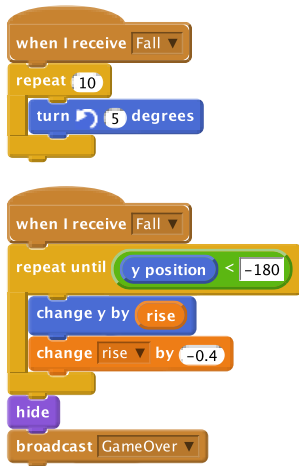 when I receive Fall
repeat 10
turn 5 degrees
when I receive Fall
repeat until y position < -180
change y by rise
change rise by -0.4
hide
broadcast GameOver